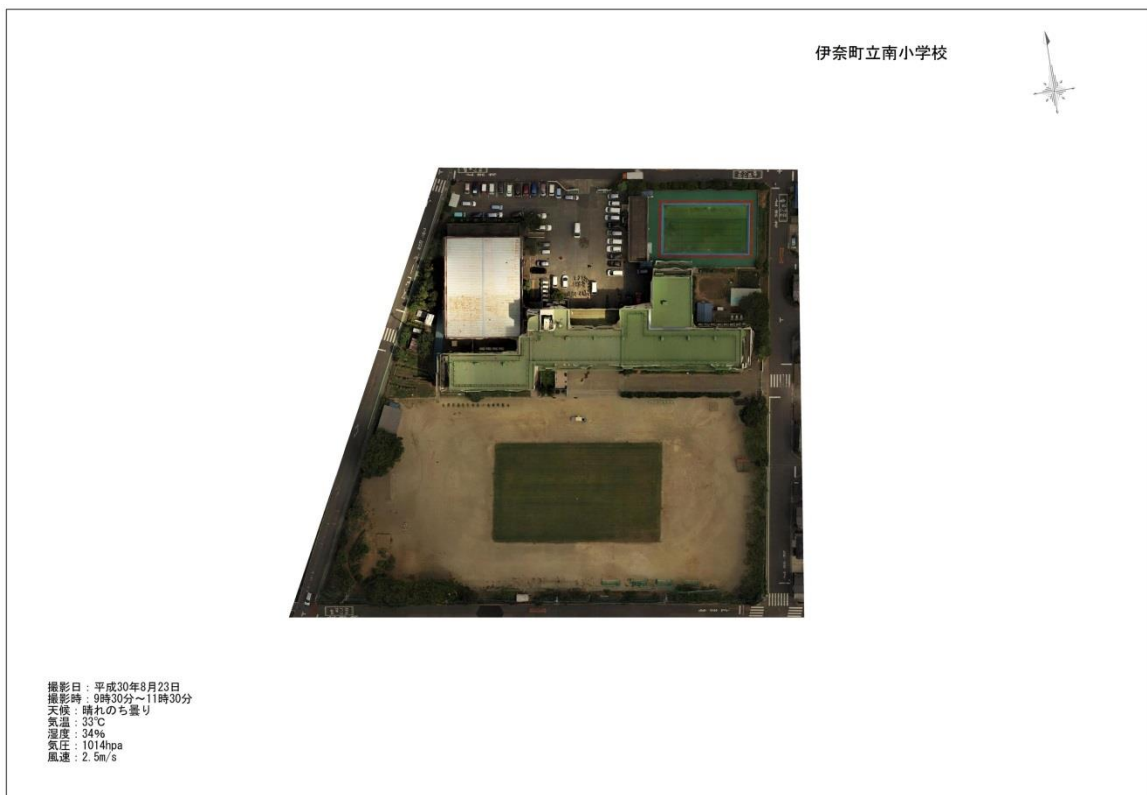 伊奈町立南小学校
撮影日：平成30年8月23日
撮影時：9時30分～11時30分
天候：晴れのち曇り
気温：33℃
湿度：34%
気圧：1014hpa
風速：2.5m/s